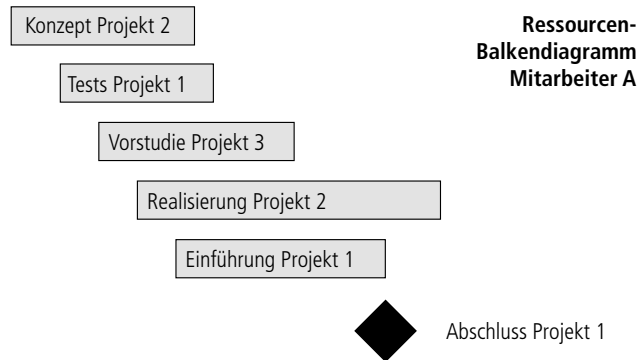 Konzept Projekt 2
Ressourcen-
Balkendiagramm
Mitarbeiter A
Tests Projekt 1
Vorstudie Projekt 3
Realisierung Projekt 2
Einführung Projekt 1
Abschluss Projekt 1